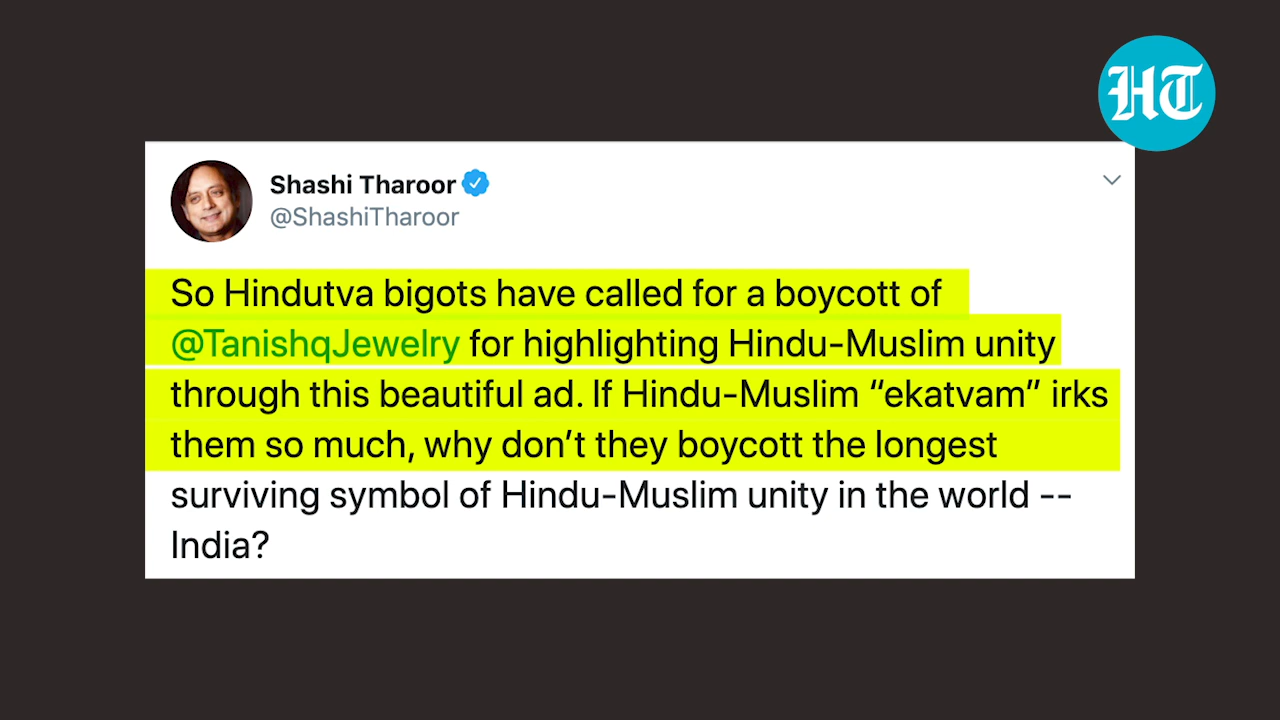 HT
Shashi Tharoor
@ShashiTharoor
So Hindutva bigots have called for a boycott of
@TanishqJewelry for highlighting Hindu-Muslim unity
through this beautiful ad. If Hindu-Muslim “ekatvam” irks
them so much, why don’t they boycott the longest
surviving symbol of Hindu-Muslim unity in the world --
India?